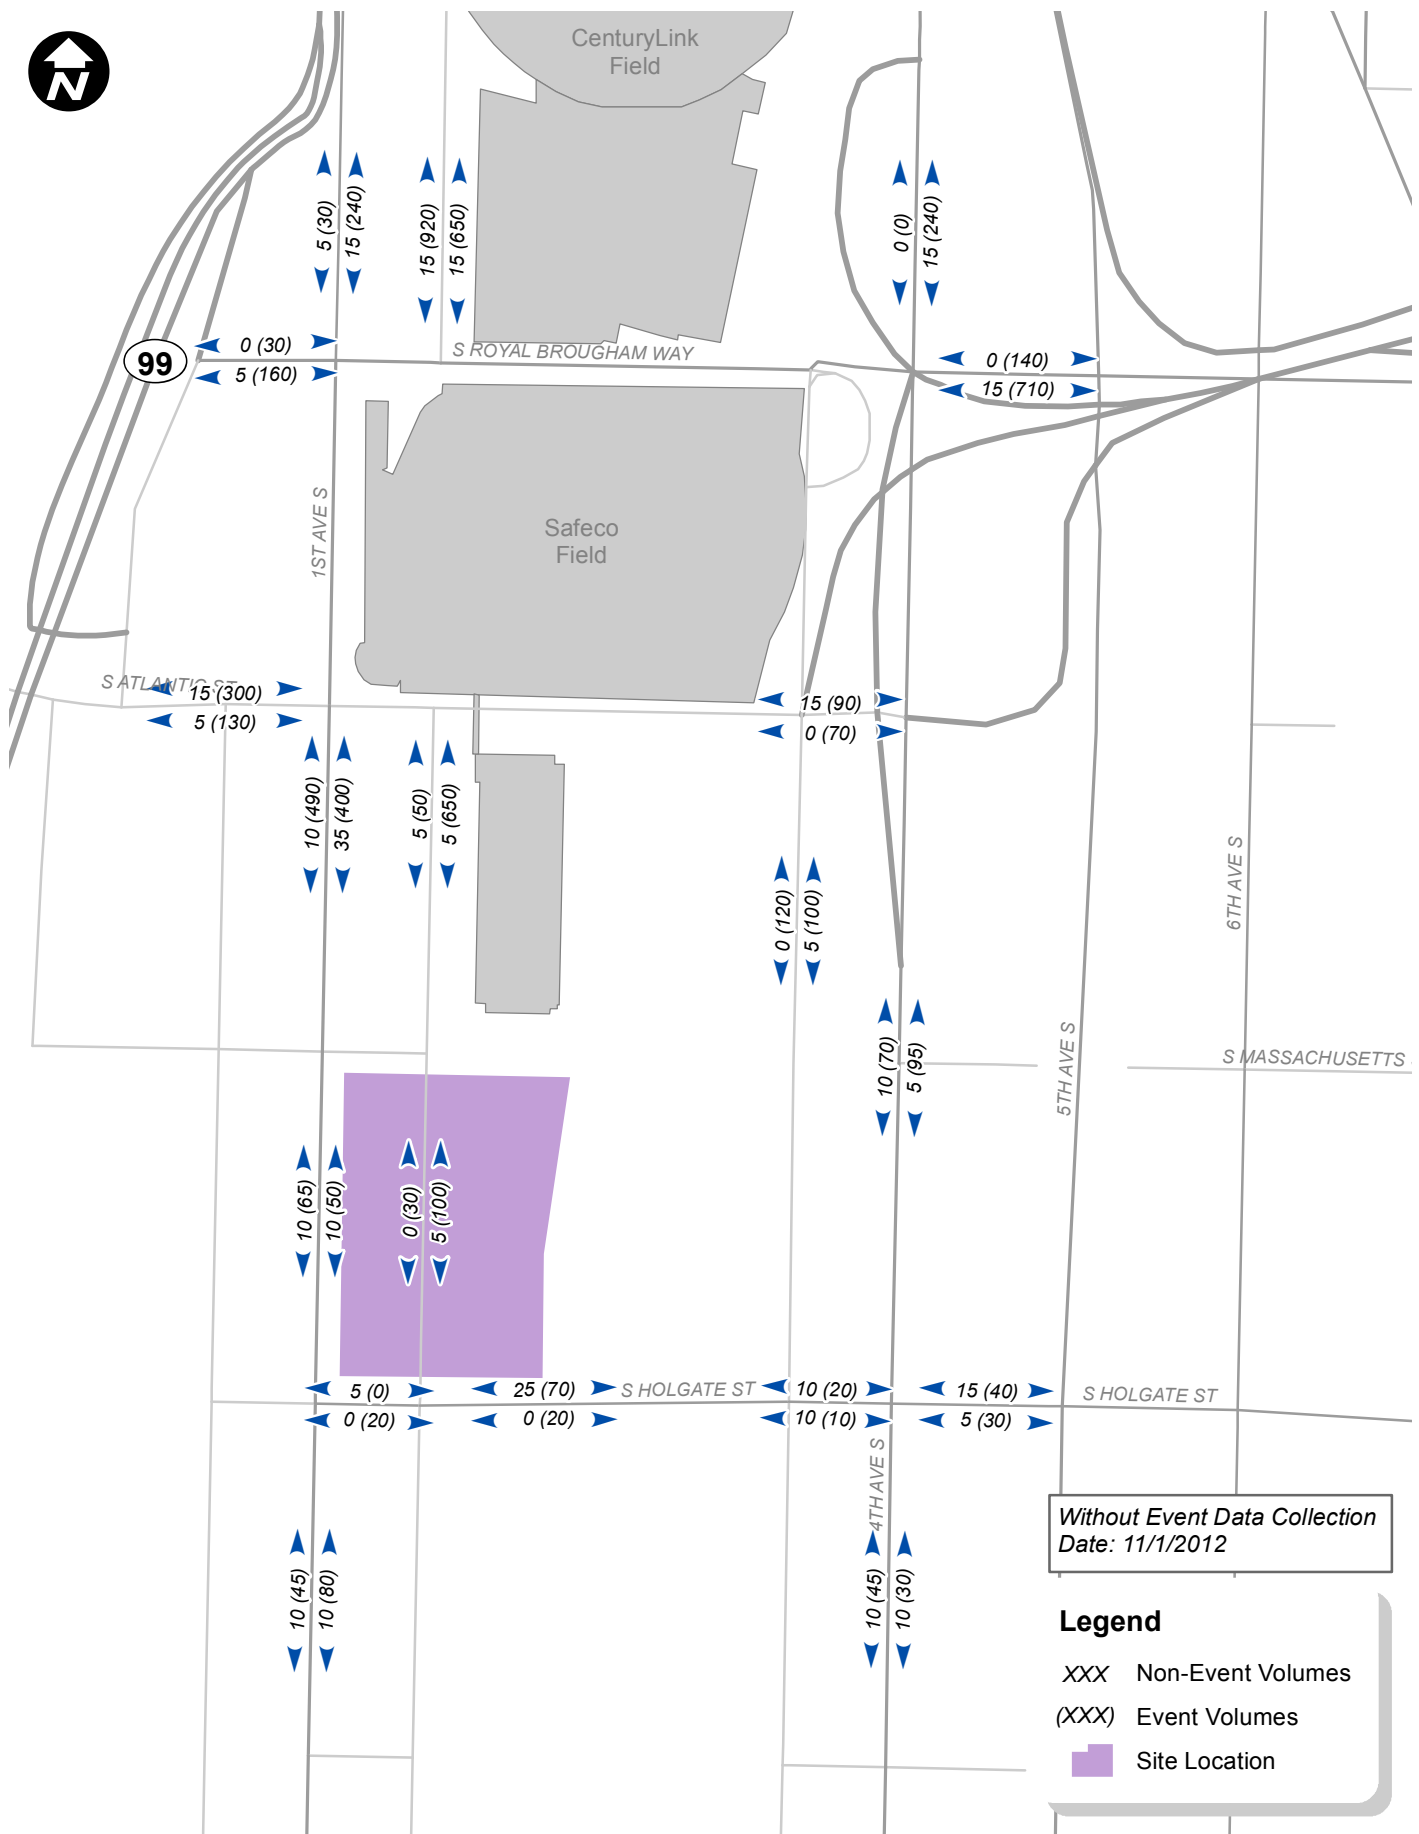 CenturyLink
Field
N
5 (30)
15 (240)
15 (920)
15 (650)
0 (0)
15 (240)
0 (30)
S ROYAL BROUGHAM WAY
0 (140)
99
5 (160)
15 (710)
1ST AVE S
Safeco
Field
S ATLANTIC ST
15 (300)
5 (130)
15 (90)
0 (70)
10 (490)
35 (400)
5 (50)
5 (650)
0 (120)
5 (100)
6TH AVE S
10 (70)
5 (95)
5TH AVE S
S MASSACHUSETTS
10 (65)
10 (50)
0 (30)
5 (100)
5 (0)
25 (70)
S HOLGATE ST
10 (20)
15 (40)
S HOLGATE ST
0 (20)
0 (20)
10 (10)
5 (30)
4TH AVE S
10 (45)
10 (80)
10 (45)
10 (30)
Without Event Data Collection
Date: 11/1/2012
Legend
XXX Non-Event Volumes
(XXX) Event Volumes
Site Location